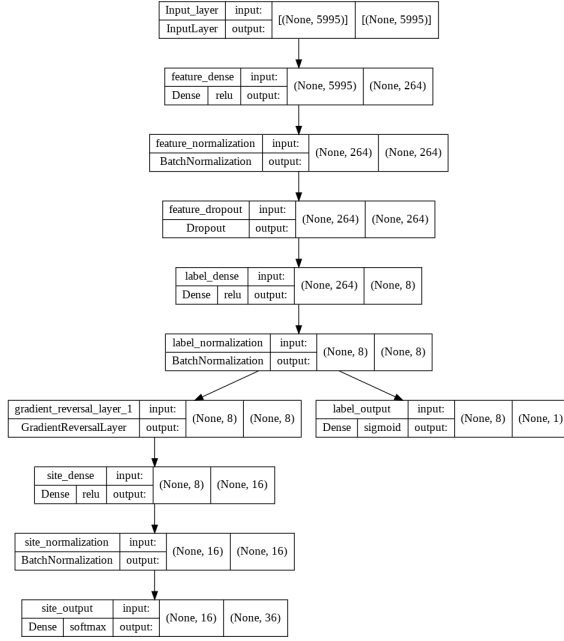 Input_layer input: [(None, 5995)] [(None, 5995)]
InputLayer output:
feature_dense input: (None, 5995) (None, 264)
Dense relu output:
feature_normalization input: (None, 264) (None, 264)
BatchNormalization output:
feature_dropout input: (None, 264) (None, 264)
Dropout output:
label_dense input: (None, 264) (None, 8)
Dense relu output:
label_normalization input: (None, 8) (None, 8)
BatchNormalization output:
gradient_reversal_layer_1 input: (None, 8) (None, 8)
GradientReversalLayer output:
label_output input: (None, 8) (None, 1)
Dense sigmoid output:
site_dense input: (None, 8) (None, 16)
Dense relu output:
site_normalization input: (None, 16) (None, 16)
BatchNormalization output:
site_output input: (None, 16) (None, 36)
Dense softmax output: